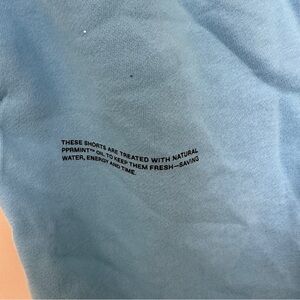 THESE SHORTS ARE TREATED WITH NATURAL
PPRMINT™ OIL TO KEEP THEM FRESH—SAVING
WATER, ENERGY AND TIME.